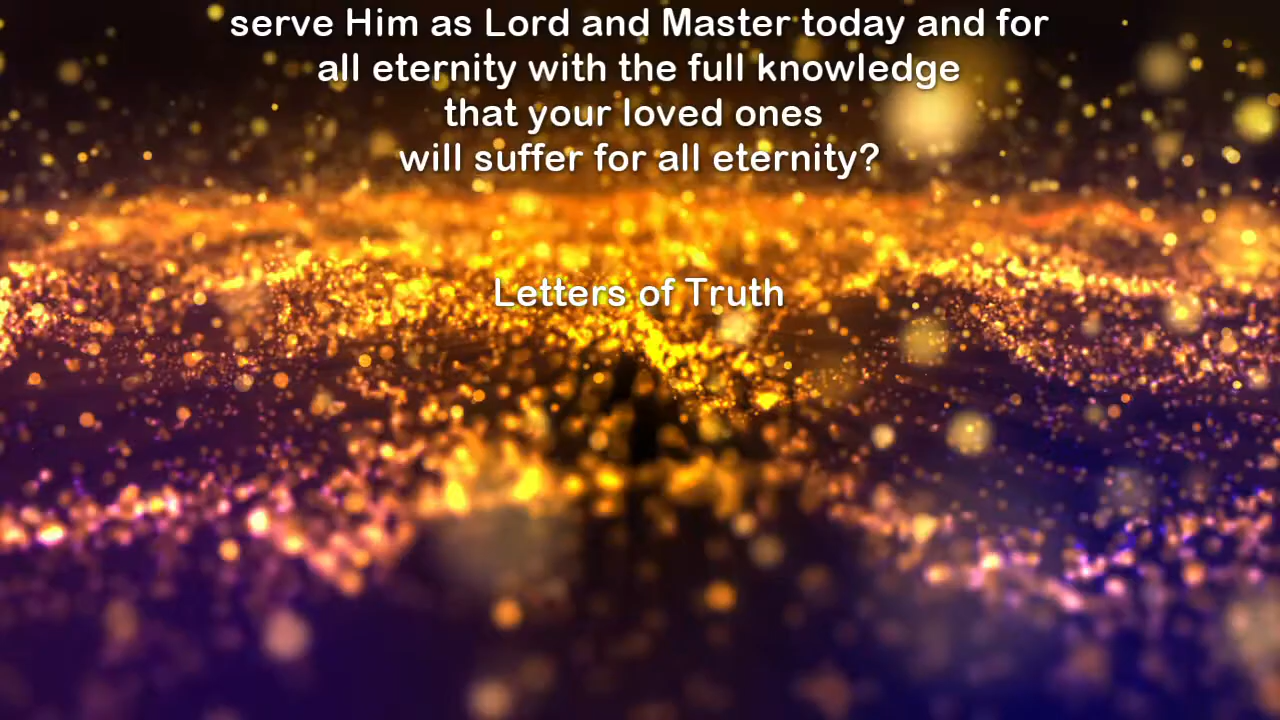 serve Him as Lord and Master today and for
all eternity with the full knowledge
that your loved ones
will suffer for all eternity?
Letters of Truth